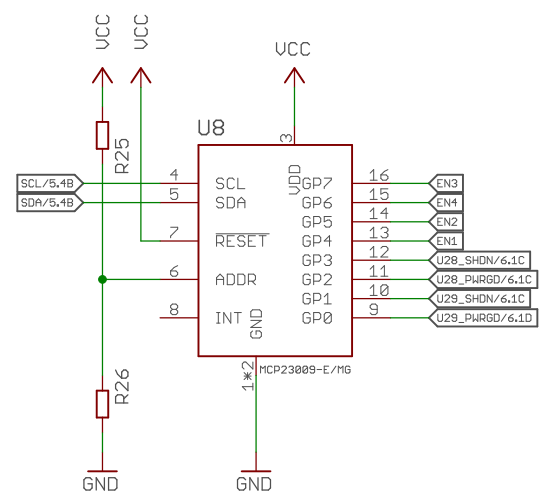 VCC
VCC
VCC
U8
3
R25
VDD
SCL/5.4B
4
SCL
GP7
16
EN3
SDA/5.4B
5
SDA
GP6
15
EN4
GP5
14
EN2
7
RESET
GP4
13
EN1
GP3
12
U28_SHDN/6.1C
6
ADDR
GP2
11
U28_PWRGD/6.1C
GP1
10
U29_SHDN/6.1C
8
INT
GND
GP0
9
U29_PWRGD/6.1D
1*2
MCP23009-E/MG
R26
GND
GND